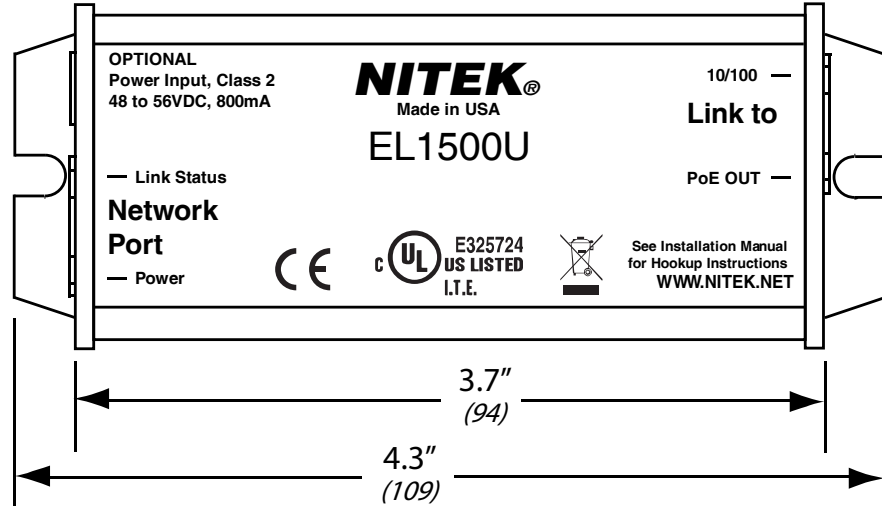 OPTIONAL
Power Input, Class 2
48 to 56VDC, 800mA
NITEK®
Made in USA
EL1500U
10/100
Link to
PoE OUT
Link Status
Network
Port
Power
CE
C UL US LISTED
E325724
I.T.E.
See Installation Manual
for Hookup Instructions
WWW.NITEK.NET
3.7"
(94)
4.3"
(109)